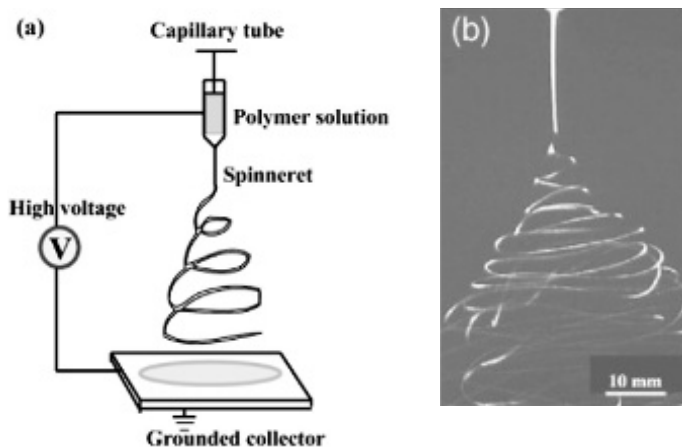 (a)
Capillary tube
Polymer solution
Spinneret
High voltage
V
Grounded collector
(b)
10 mm